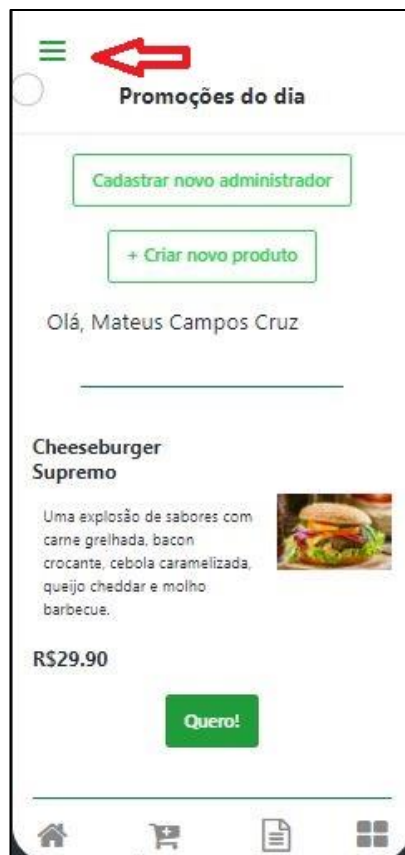 Promoções do dia
Cadastrar novo administrador
+ Criar novo produto
Olá, Mateus Campos Cruz
Cheeseburger
Supremo
Uma explosão de sabores com
carne grelhada, bacon
crocante, cebola caramelizada,
queijo cheddar e molho
barbecue.
R$29.90
Quero!